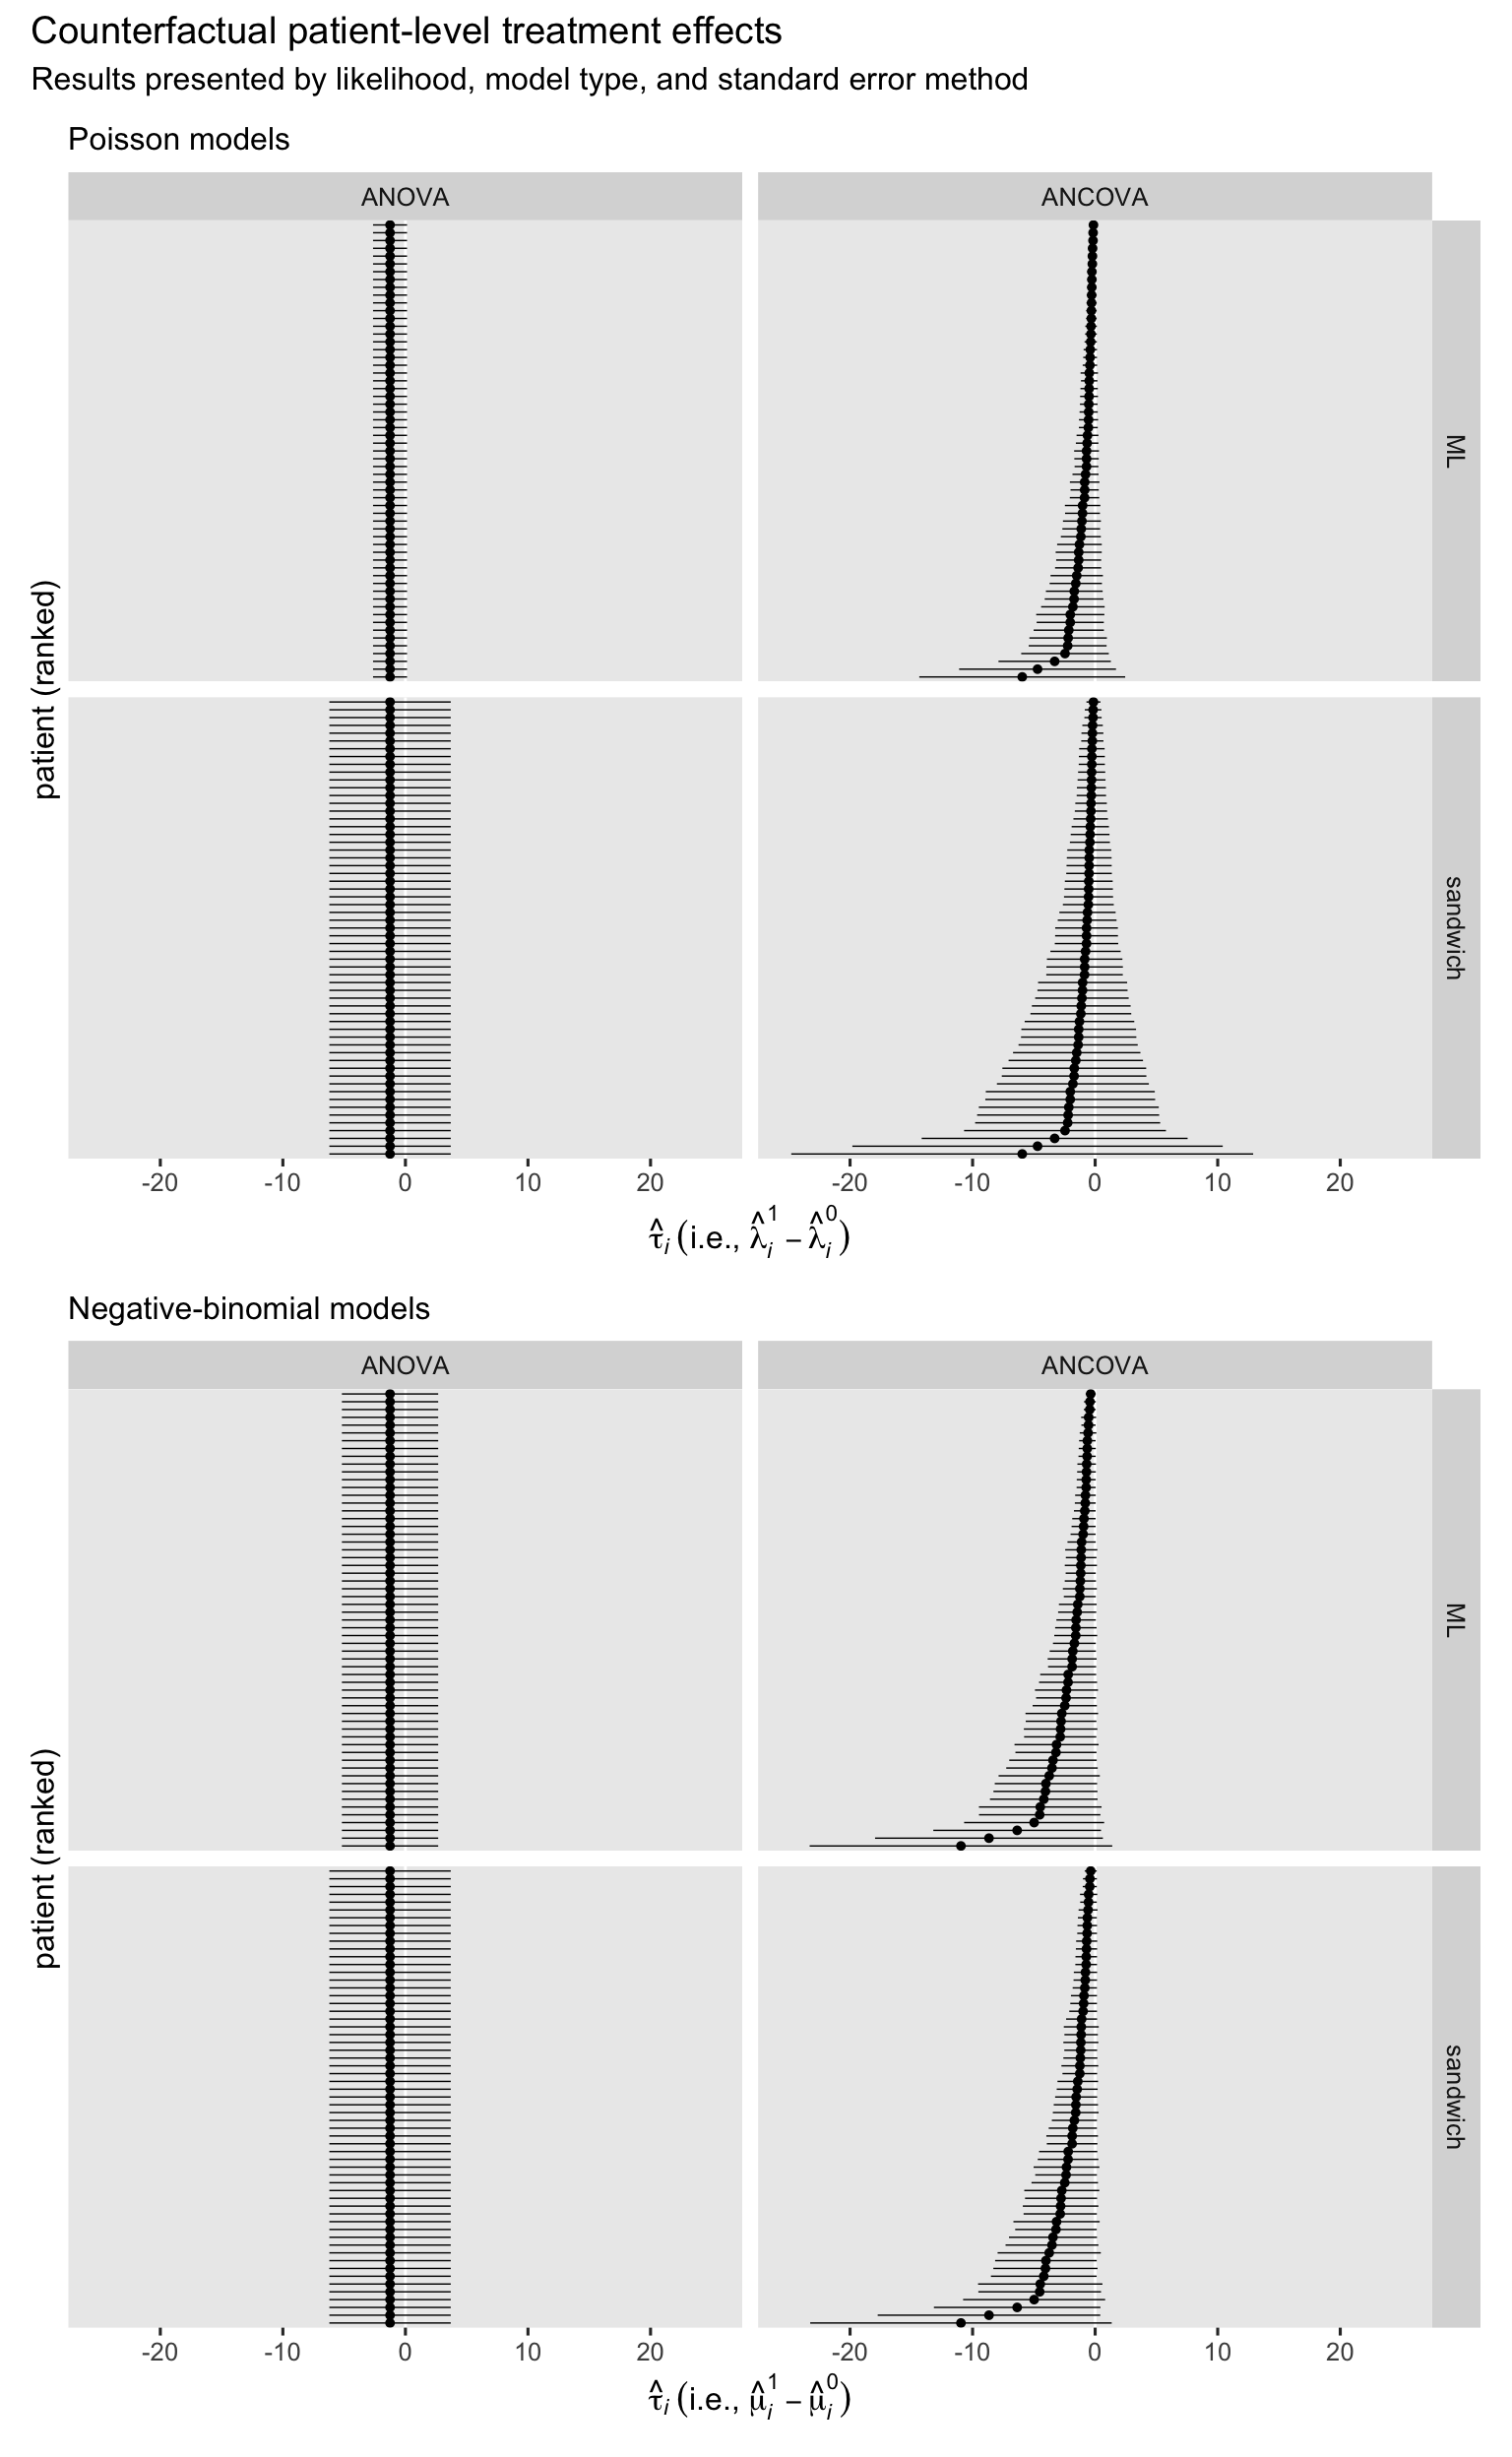 Counterfactual patient-level treatment effects
Results presented by likelihood, model type, and standard error method
Poisson models
ANOVA
ANCOVA
ML
sandwich
patient (ranked)
-20 -10 0 10 20
-20 -10 0 10 20
τ̂ᵢ (i.e., λ̂ᵢ¹ − λ̂ᵢ⁰)
Negative-binomial models
ANOVA
ANCOVA
ML
sandwich
patient (ranked)
-20 -10 0 10 20
-20 -10 0 10 20
τ̂ᵢ (i.e., μ̂ᵢ¹ − μ̂ᵢ⁰)